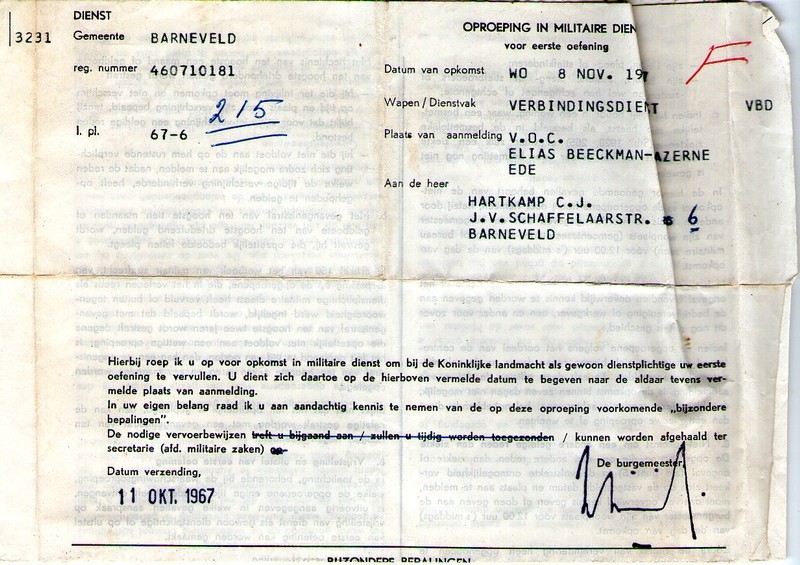 DIENST
3231 Gemeente BARNEVELD
reg. nummer 460710181
215
l. pl. 67-6
OPROEPING IN MILITAIRE DIEN
voor eerste oefening
F
Datum van opkomst WO 8 NOV. 19
Wapen / Dienstvak VERBINDINGSDIENT VBD
Plaats van aanmelding V.O.C.
ELIAS BEECKMAN-AZERNE
EDE
Aan de heer
HARTKAMP C.J.
J.V.SCHAFFELAARSTR. 6
BARNEVELD
Hierbij roep ik u op voor opkomst in militaire dienst om bij de Koninklijke landmacht als gewoon dienstplichtige uw eerste
oefening te vervullen. U dient zich daartoe op de hierboven vermelde datum te begeven naar de aldaar tevens ver-
melde plaats van aanmelding.
In uw eigen belang raad ik u aan aandachtig kennis te nemen van de op deze oproeping voorkomende „bijzondere
bepalingen".
De nodige vervoerbewijzen treft u bijgaand aan / zullen u tijdig worden toegezonden / kunnen worden afgehaald ter
secretarie (afd. militaire zaken)
De burgemeester,
Datum verzending,
11 OKT. 1967
BIJZONDERE BEPALINGEN